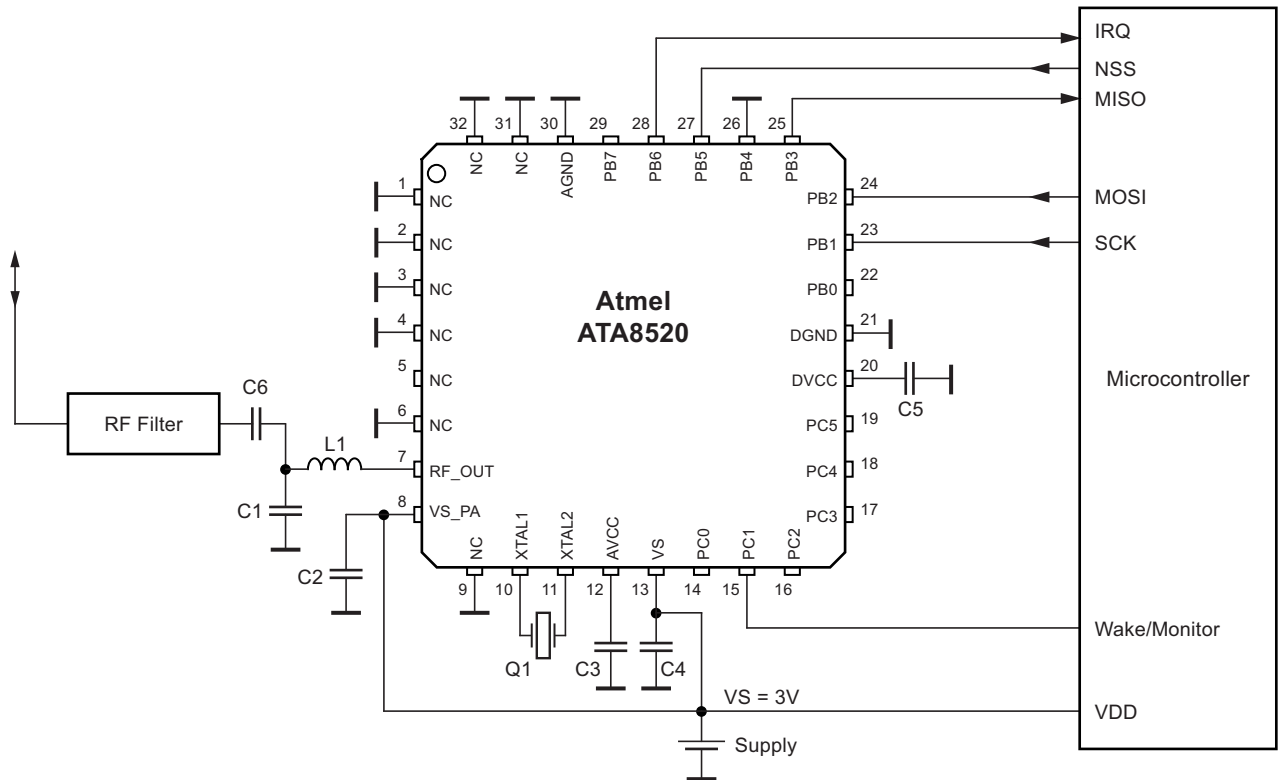 IRQ
NSS
MISO
32 31 30 29 28 27 26 25
NC NC AGND PB7 PB6 PB5 PB4 PB3
1 NC
2 NC
3 NC
4 NC
5 NC
6 NC
7 RF_OUT
8 VS_PA
Atmel
ATA8520
PB2 24 MOSI
PB1 23 SCK
PB0 22
DGND 21
DVCC 20
C5
PC5 19
PC4 18
PC3 17
Microcontroller
C6
RF Filter
L1
C1
C2
NC XTAL1 XTAL2 AVCC VS PC0 PC1 PC2
9 10 11 12 13 14 15 16
Q1 C3 C4
Wake/Monitor
VS = 3V
VDD
Supply